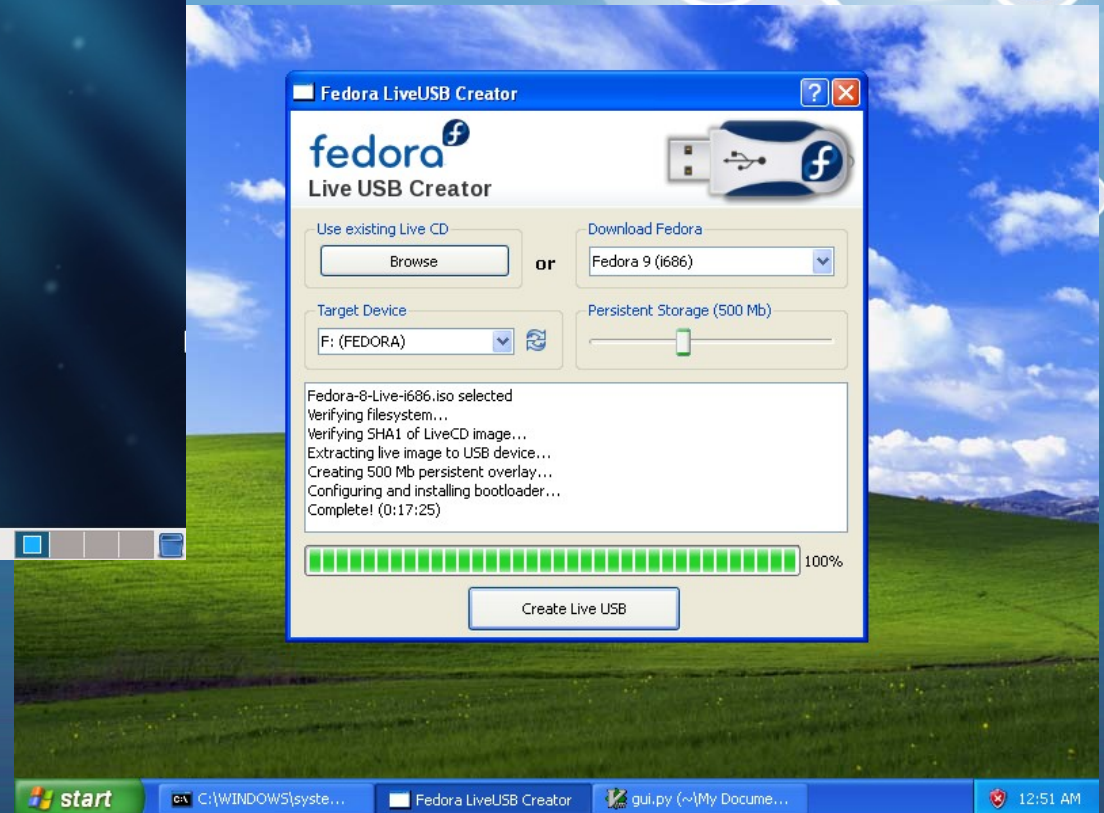 Fedora LiveUSB Creator
fedora
Live USB Creator
Use existing Live CD
Browse
or
Download Fedora
Fedora 9 (i686)
Target Device
F: (FEDORA)
Persistent Storage (500 Mb)
Fedora-8-Live-i686.iso selected
Verifying filesystem...
Verifying SHA1 of LiveCD image...
Extracting live image to USB device...
Creating 500 Mb persistent overlay...
Configuring and installing bootloader...
Complete! (0:17:25)
100%
Create Live USB
start
C:\WINDOWS\syste...
Fedora LiveUSB Creator
gui.py (~\My Docume...
12:51 AM